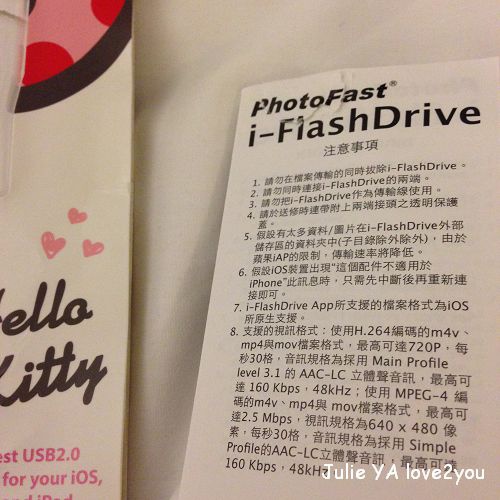 PhotoFast®
i-FlashDrive
注意事項
1. 請勿在檔案傳輸的同時拔除i-FlashDrive。
2. 請勿同時連接i-FlashDrive的兩端。
3. 請勿把i-FlashDrive作為傳輸線使用。
4. 請於送修時連帶附上兩端接頭之透明保護
蓋。
5. 假設有太多資料/圖片在i-FlashDrive外部
儲存區的資料夾中(子目錄除外除外)，由於
蘋果iAP的限制，傳輸速率將降低。
6. 假設iOS裝置出現“這個配件不適用於
iPhone”此訊息時，只需先中斷後再重新連
接即可。
7. i-FlashDrive App所支援的檔案格式為iOS
所原生支援。
8. 支援的視訊格式：使用H.264編碼的m4v、
mp4與mov檔案格式，最高可達720P，每
秒30格，音訊規格為採用 Main Profile
level 3.1 的 AAC-LC 立體聲音訊，最高可
達 160 Kbps，48kHz；使用 MPEG-4 編
碼的m4v、mp4與 mov檔案格式，最高可
達2.5 Mbps，視訊規格為640 x 480 像
素，每秒30格，音訊規格為採用 Simple
Profile的AAC-LC立體聲音訊，最高可達
160 Kbps，48kHz
Hello
Kitty
USB2.0
for your iOS,
and iPad
Julie YA love2you